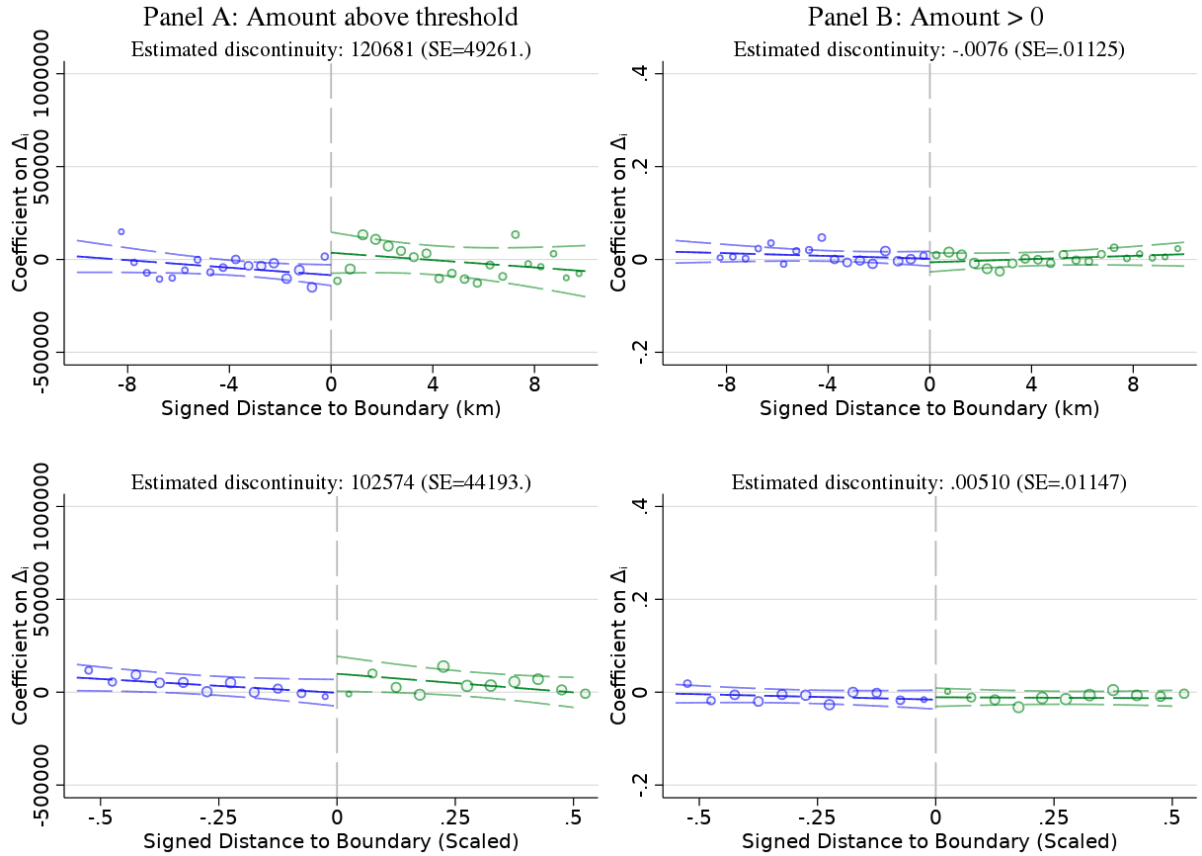 Panel A: Amount above threshold
Estimated discontinuity: 120681 (SE=49261.)
Coefficient on Δᵢ
1000000
500000
0
-500000
-8 -4 0 4 8
Signed Distance to Boundary (km)
Panel B: Amount > 0
Estimated discontinuity: -.0076 (SE=.01125)
Coefficient on Δᵢ
.4
.2
0
-.2
-8 -4 0 4 8
Signed Distance to Boundary (km)
Estimated discontinuity: 102574 (SE=44193.)
Coefficient on Δᵢ
1000000
500000
0
-500000
-.5 -.25 0 .25 .5
Signed Distance to Boundary (Scaled)
Estimated discontinuity: .00510 (SE=.01147)
Coefficient on Δᵢ
.4
.2
0
-.2
-.5 -.25 0 .25 .5
Signed Distance to Boundary (Scaled)